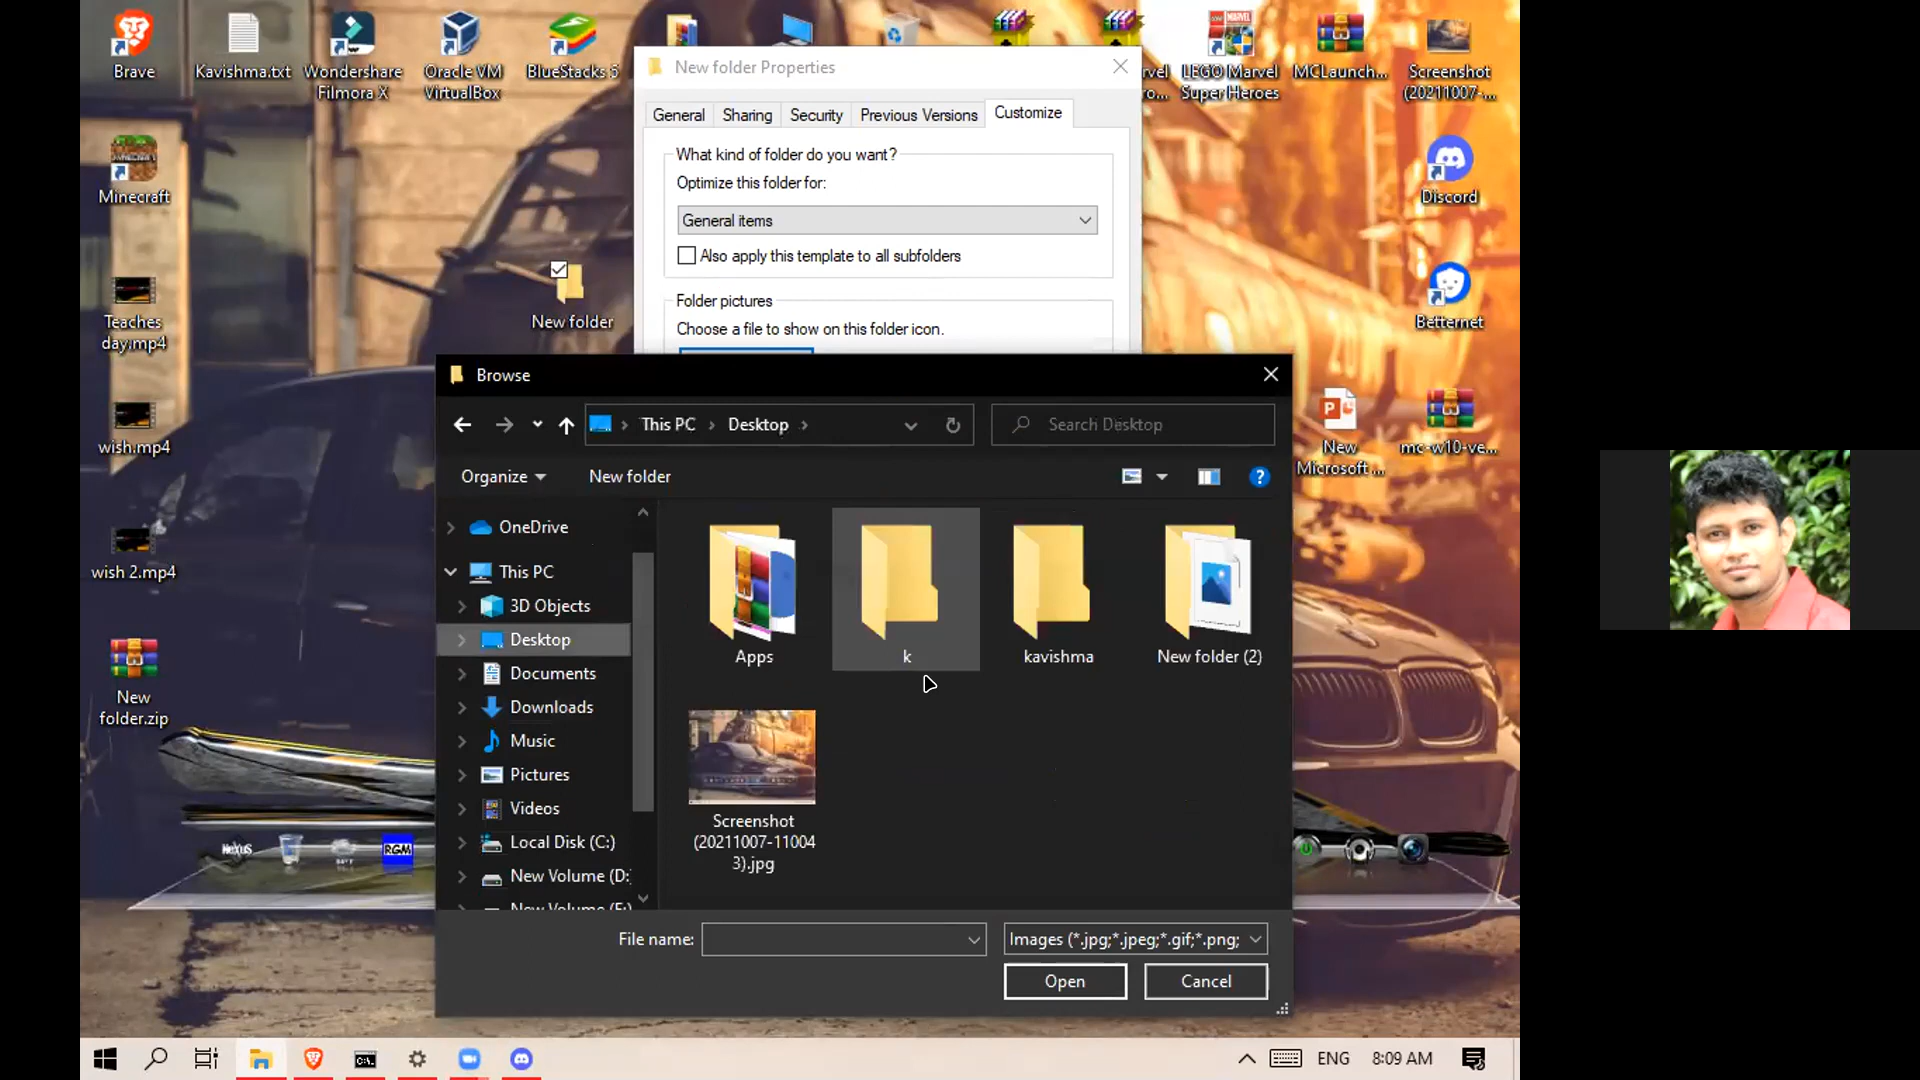 Brave
Kavishma.txt
Wondershare
Filmora X
Oracle VM
VirtualBox
BlueStacks 5
New folder Properties
General
Sharing
Security
Previous Versions
Customize
What kind of folder do you want?
Optimize this folder for:
General items
Also apply this template to all subfolders
Folder pictures
Choose a file to show on this folder icon.
LEGO Marvel
Super Heroes
MCLaunch...
Screenshot
(20211007-...
Minecraft
Discord
New folder
Betternet
Teaches
day.mp4
wish.mp4
wish 2.mp4
New
folder.zip
New
Microsoft ...
mc-w10-ve...
Browse
This PC
Desktop
Search Desktop
Organize
New folder
OneDrive
This PC
3D Objects
Desktop
Documents
Downloads
Music
Pictures
Videos
Local Disk (C:)
New Volume (D:
New Volume (E:)
Apps
k
kavishma
New folder (2)
Screenshot
(20211007-11004
3).jpg
File name:
Images (*.jpg;*.jpeg;*.gif;*.png;
Open
Cancel
NEXUS
RGM
ENG
8:09 AM